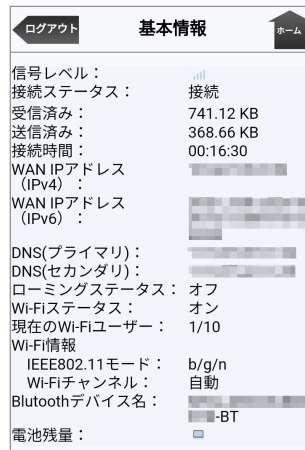 ログアウト 基本情報 ホーム
信号レベル：
接続ステータス： 接続
受信済み： 741.12 KB
送信済み： 368.66 KB
接続時間： 00:16:30
WAN IPアドレス
（IPv4）：
WAN IPアドレス
（IPv6）：
DNS(プライマリ)：
DNS(セカンダリ)：
ローミングステータス： オフ
Wi-Fiステータス： オン
現在のWi-Fiユーザー： 1/10
Wi-Fi情報
IEEE802.11モード： b/g/n
Wi-Fiチャンネル： 自動
Blutoothデバイス名：
-BT
電池残量：